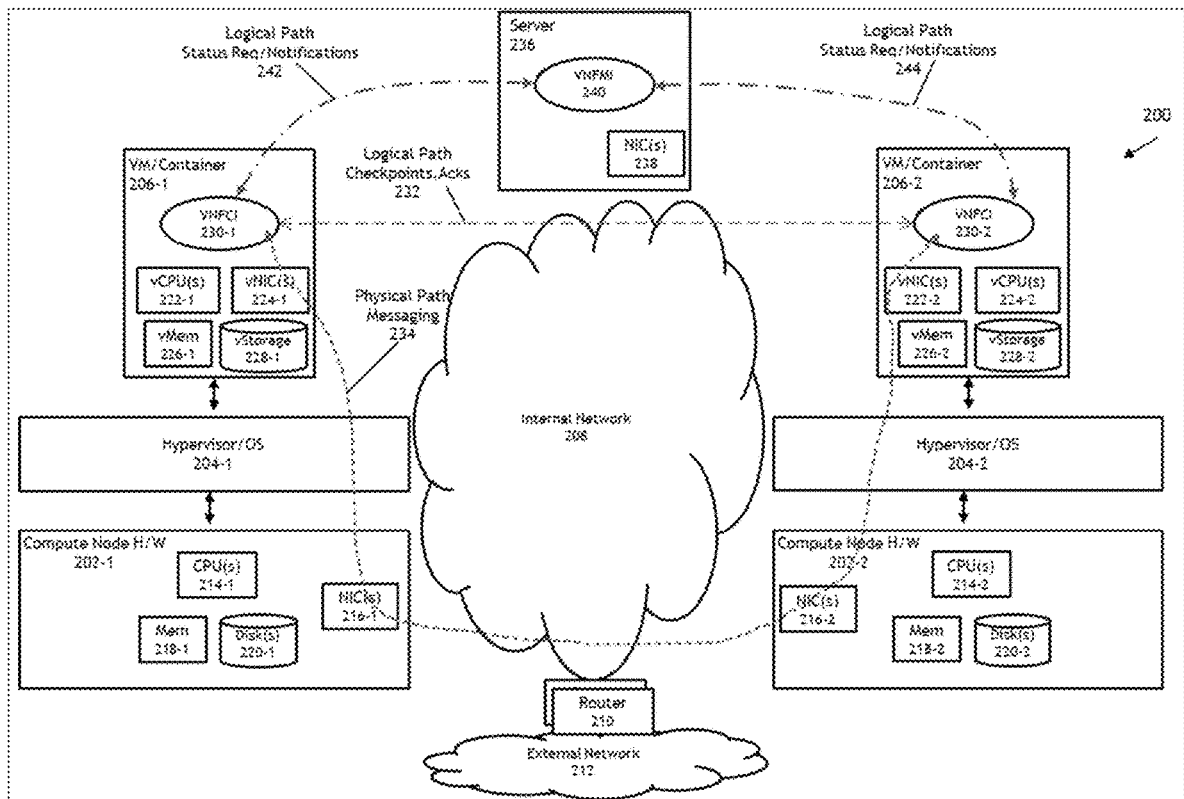 Logical Path
Status Req/Notifications
242
Server
236
VNFMI
240
NIC(s)
238
Logical Path
Status Req/Notifications
244
200
VM/Container
206-1
VNFCI
230-1
vCPU(s)
222-1
vNIC(s)
224-1
vMem
226-1
vStorage
228-1
Logical Path
Checkpoints,Acks
232
Physical Path
Messaging
234
VM/Container
206-2
VNFCI
230-2
vNIC(s)
222-2
vCPU(s)
224-2
vMem
226-2
vStorage
228-2
Internal Network
208
Hypervisor/OS
204-1
Hypervisor/OS
204-2
Compute Node H/W
202-1
CPU(s)
214-1
NIC(s)
216-1
Mem
218-1
Disk(s)
220-1
Compute Node H/W
202-2
CPU(s)
214-2
NIC(s)
216-2
Mem
218-2
Disk(s)
220-2
Router
210
External Network
212